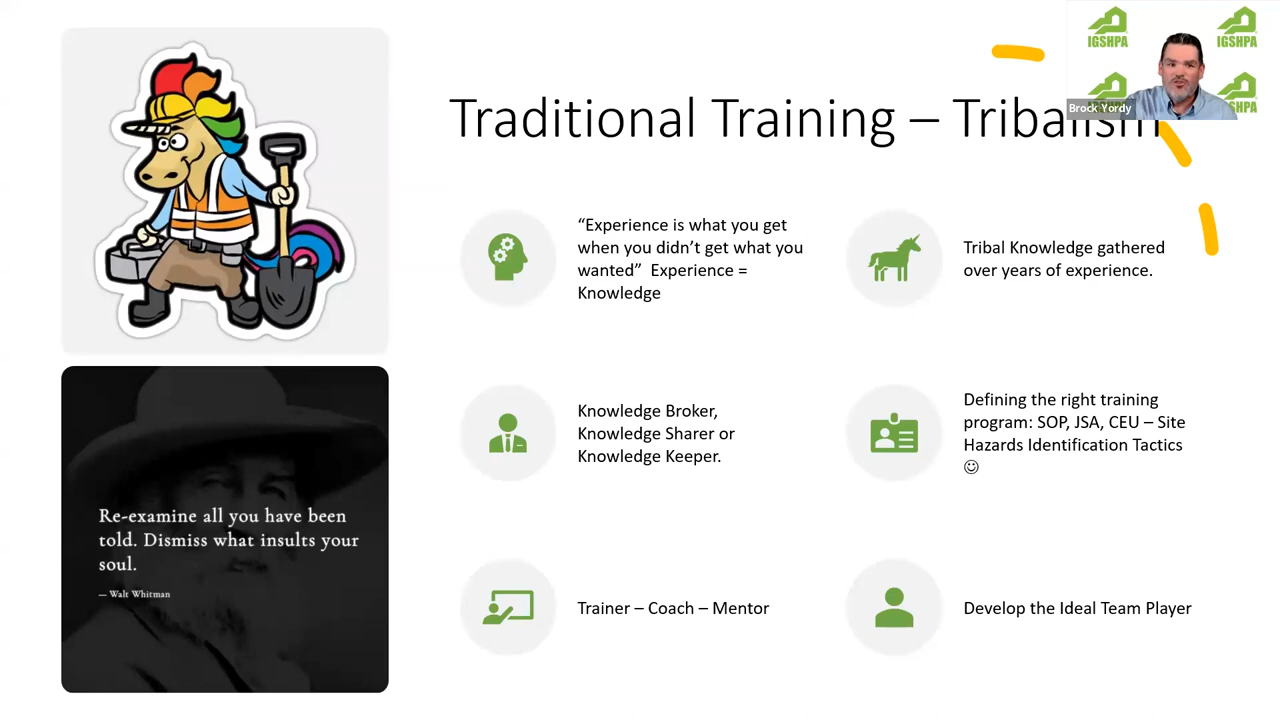 IGSHPA
IGSHPA
Brock Yordy
Traditional Training – Tribalism
“Experience is what you get
when you didn’t get what you
wanted”  Experience =
Knowledge
Tribal Knowledge gathered
over years of experience.
Knowledge Broker,
Knowledge Sharer or
Knowledge Keeper.
Defining the right training
program: SOP, JSA, CEU – Site
Hazards Identification Tactics
☺
Trainer – Coach – Mentor
Develop the Ideal Team Player
Re-examine all you have been
told. Dismiss what insults your
soul.
— Walt Whitman